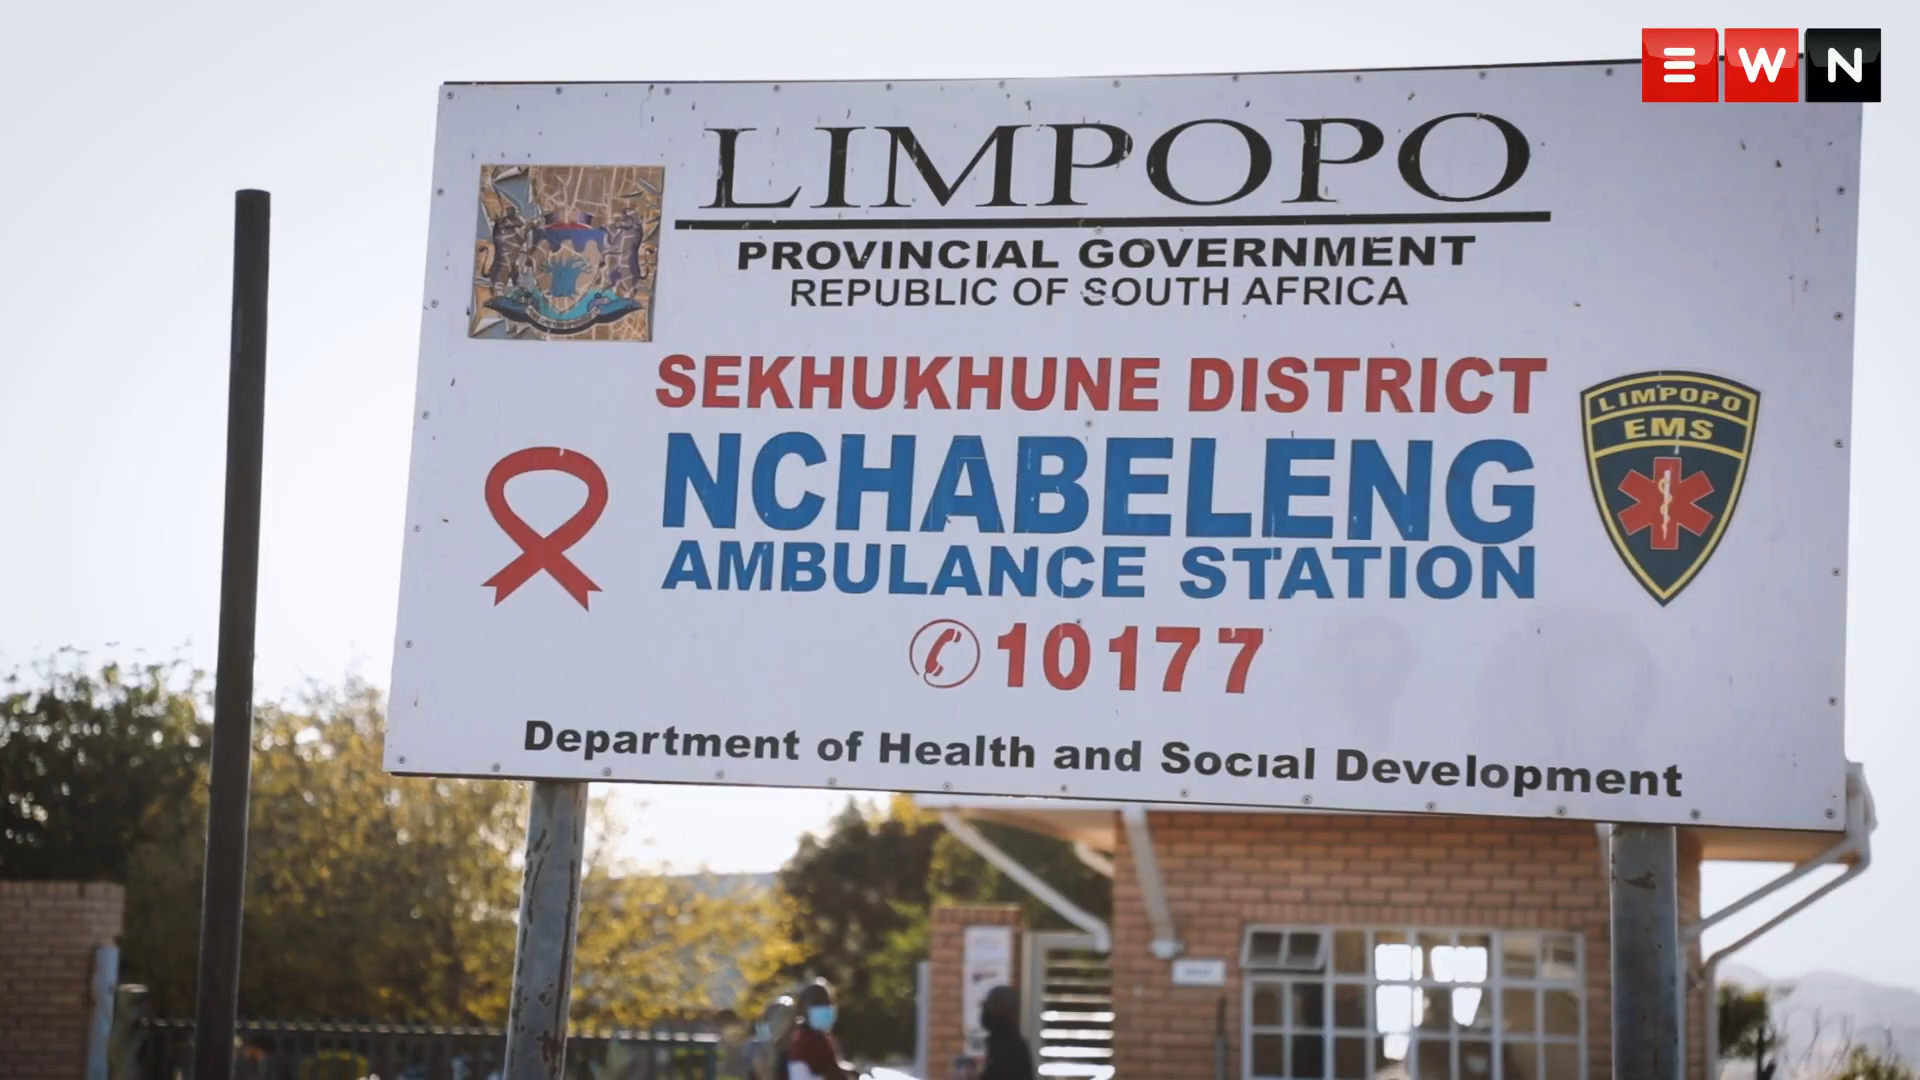 EWN
LIMPOPO
PROVINCIAL GOVERNMENT
REPUBLIC OF SOUTH AFRICA
SEKHUKHUNE DISTRICT
NCHABELENG
AMBULANCE STATION
10177
Department of Health and Social Development
LIMPOPO
EMS